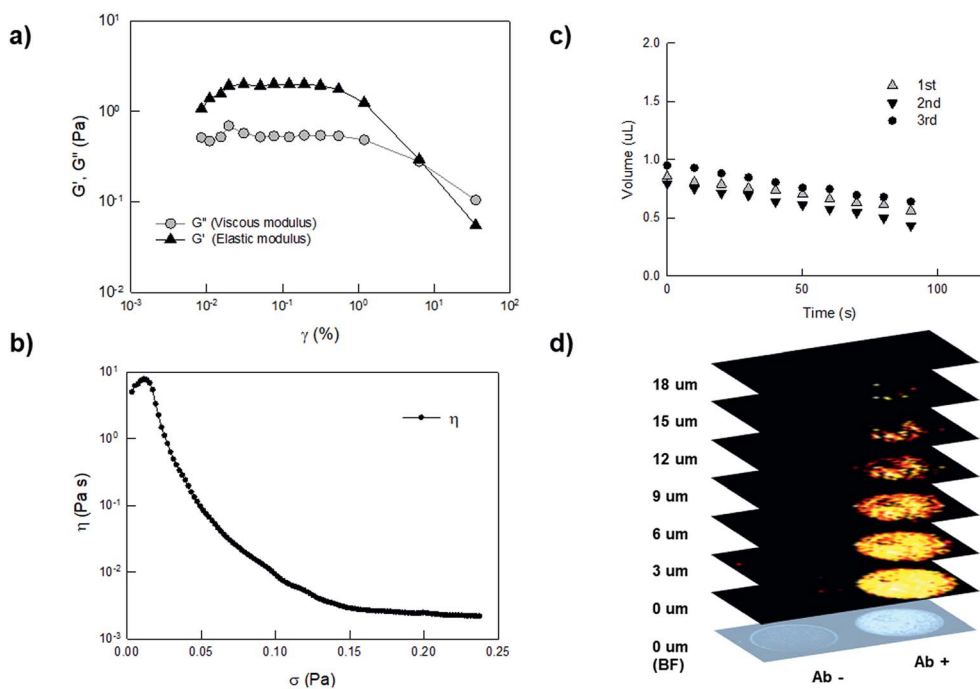 a)
G', G" (Pa)
10¹
10⁰
10⁻¹
10⁻²
G" (Viscous modulus)
G' (Elastic modulus)
10⁻³ 10⁻² 10⁻¹ 10⁰ 10¹ 10²
γ (%)
b)
η (Pa s)
10¹
10⁰
10⁻¹
10⁻²
10⁻³
η
0.00 0.05 0.10 0.15 0.20 0.25
σ (Pa)
c)
Volume (uL)
2.0
1.5
1.0
0.5
0.0
1st
2nd
3rd
0 50 100
Time (s)
d)
18 um
15 um
12 um
9 um
6 um
3 um
0 um
0 um
(BF)
Ab -
Ab +